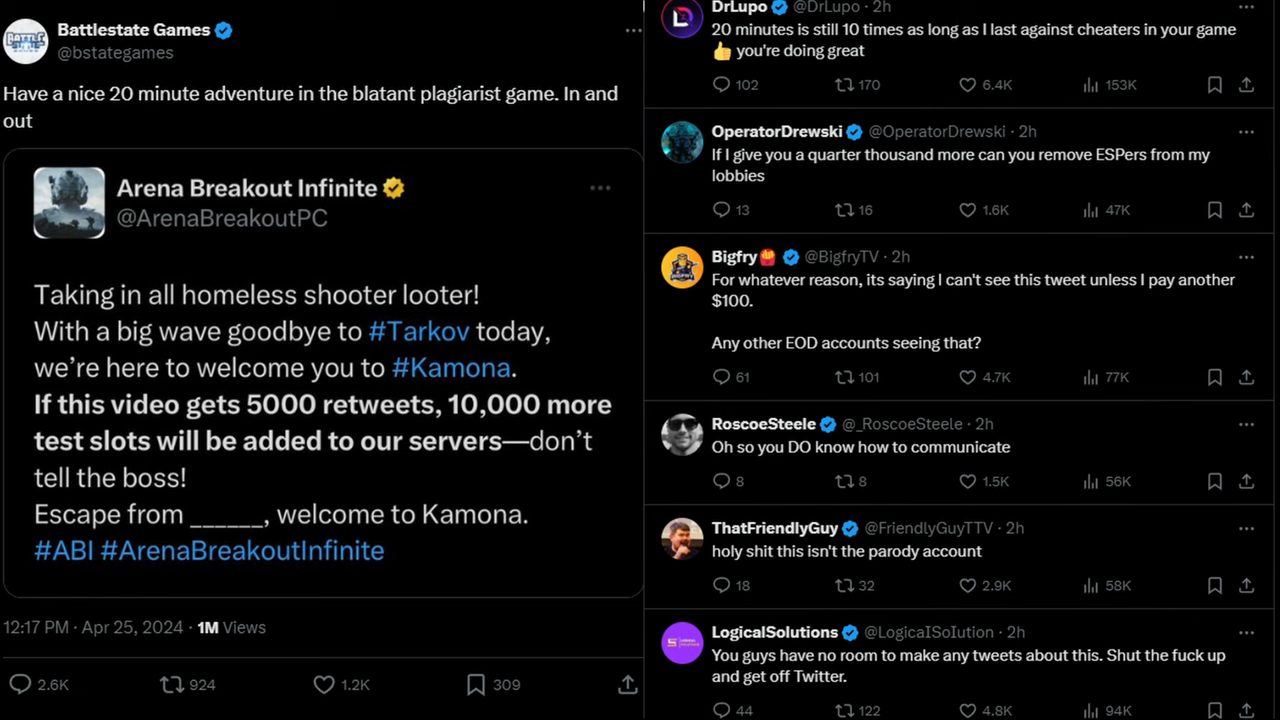 Battlestate Games
@bstategames
Have a nice 20 minute adventure in the blatant plagiarist game. In and
out
Arena Breakout Infinite
@ArenaBreakoutPC
Taking in all homeless shooter looter!
With a big wave goodbye to #Tarkov today,
we're here to welcome you to #Kamona.
If this video gets 5000 retweets, 10,000 more
test slots will be added to our servers—don't
tell the boss!
Escape from ______, welcome to Kamona.
#ABI #ArenaBreakoutInfinite
12:17 PM · Apr 25, 2024 · 1M Views
2.6K 924 1.2K 309
DrLupo @DrLupo · 2h
20 minutes is still 10 times as long as I last against cheaters in your game
👍 you're doing great
102 170 6.4K 153K
OperatorDrewski @OperatorDrewski · 2h
If I give you a quarter thousand more can you remove ESPers from my
lobbies
13 16 1.6K 47K
Bigfry🍟 @BigfryTV · 2h
For whatever reason, its saying I can't see this tweet unless I pay another
$100.
Any other EOD accounts seeing that?
61 101 4.7K 77K
RoscoeSteele @_RoscoeSteele · 2h
Oh so you DO know how to communicate
8 8 1.5K 56K
ThatFriendlyGuy @FriendlyGuyTTV · 2h
holy shit this isn't the parody account
18 32 2.9K 58K
LogicalSolutions @LogicaISoIution · 2h
You guys have no room to make any tweets about this. Shut the fuck up
and get off Twitter.
44 122 4.8K 94K